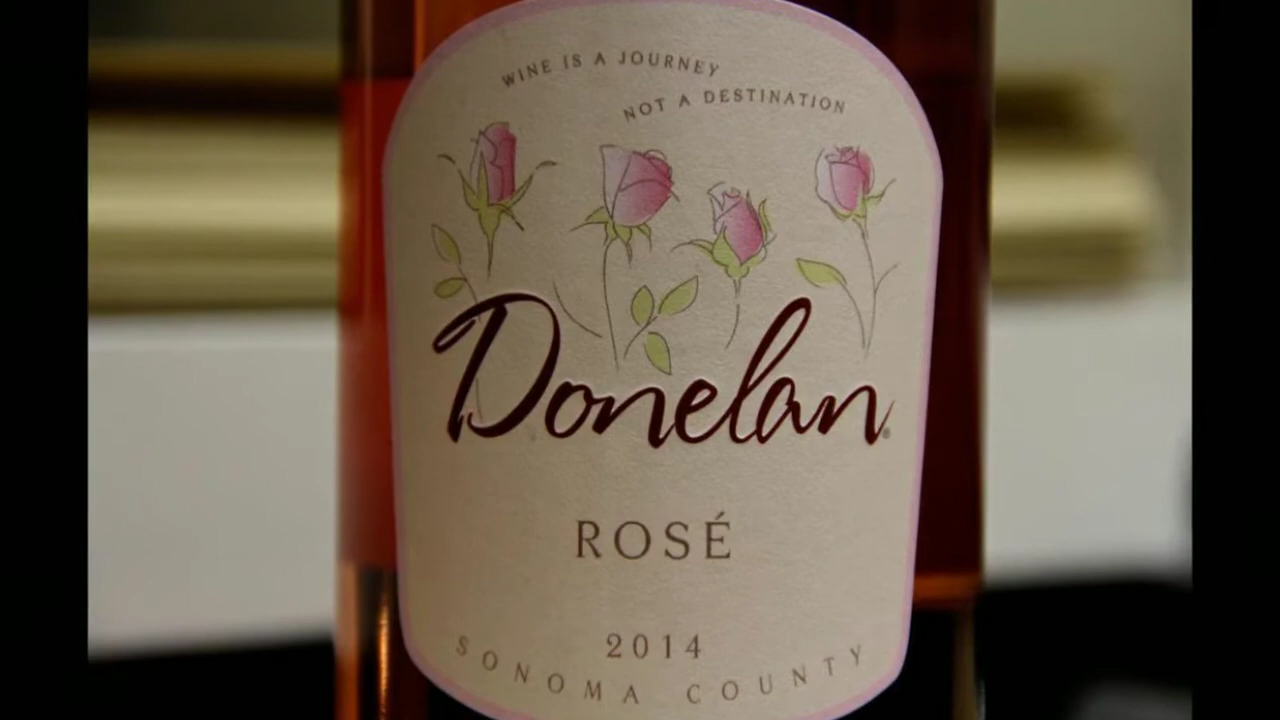 WINE IS A JOURNEY
NOT A DESTINATION
Donelan®
ROSÉ
2014
SONOMA COUNTY